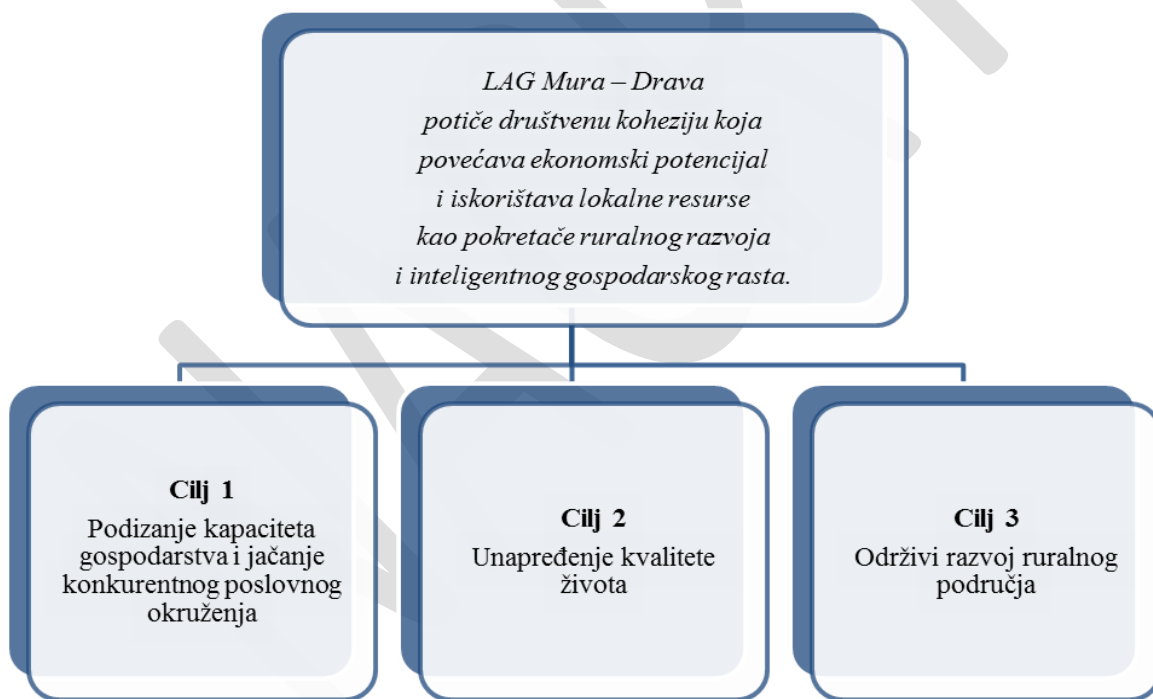 LAG Mura – Drava
potiče društvenu koheziju koja
povećava ekonomski potencijal
i iskorištava lokalne resurse
kao pokretače ruralnog razvoja
i inteligentnog gospodarskog rasta.
Cilj 1
Podizanje kapaciteta
gospodarstva i jačanje
konkurentnog poslovnog
okruženja
Cilj 2
Unapređenje kvalitete
života
Cilj 3
Održivi razvoj ruralnog
područja